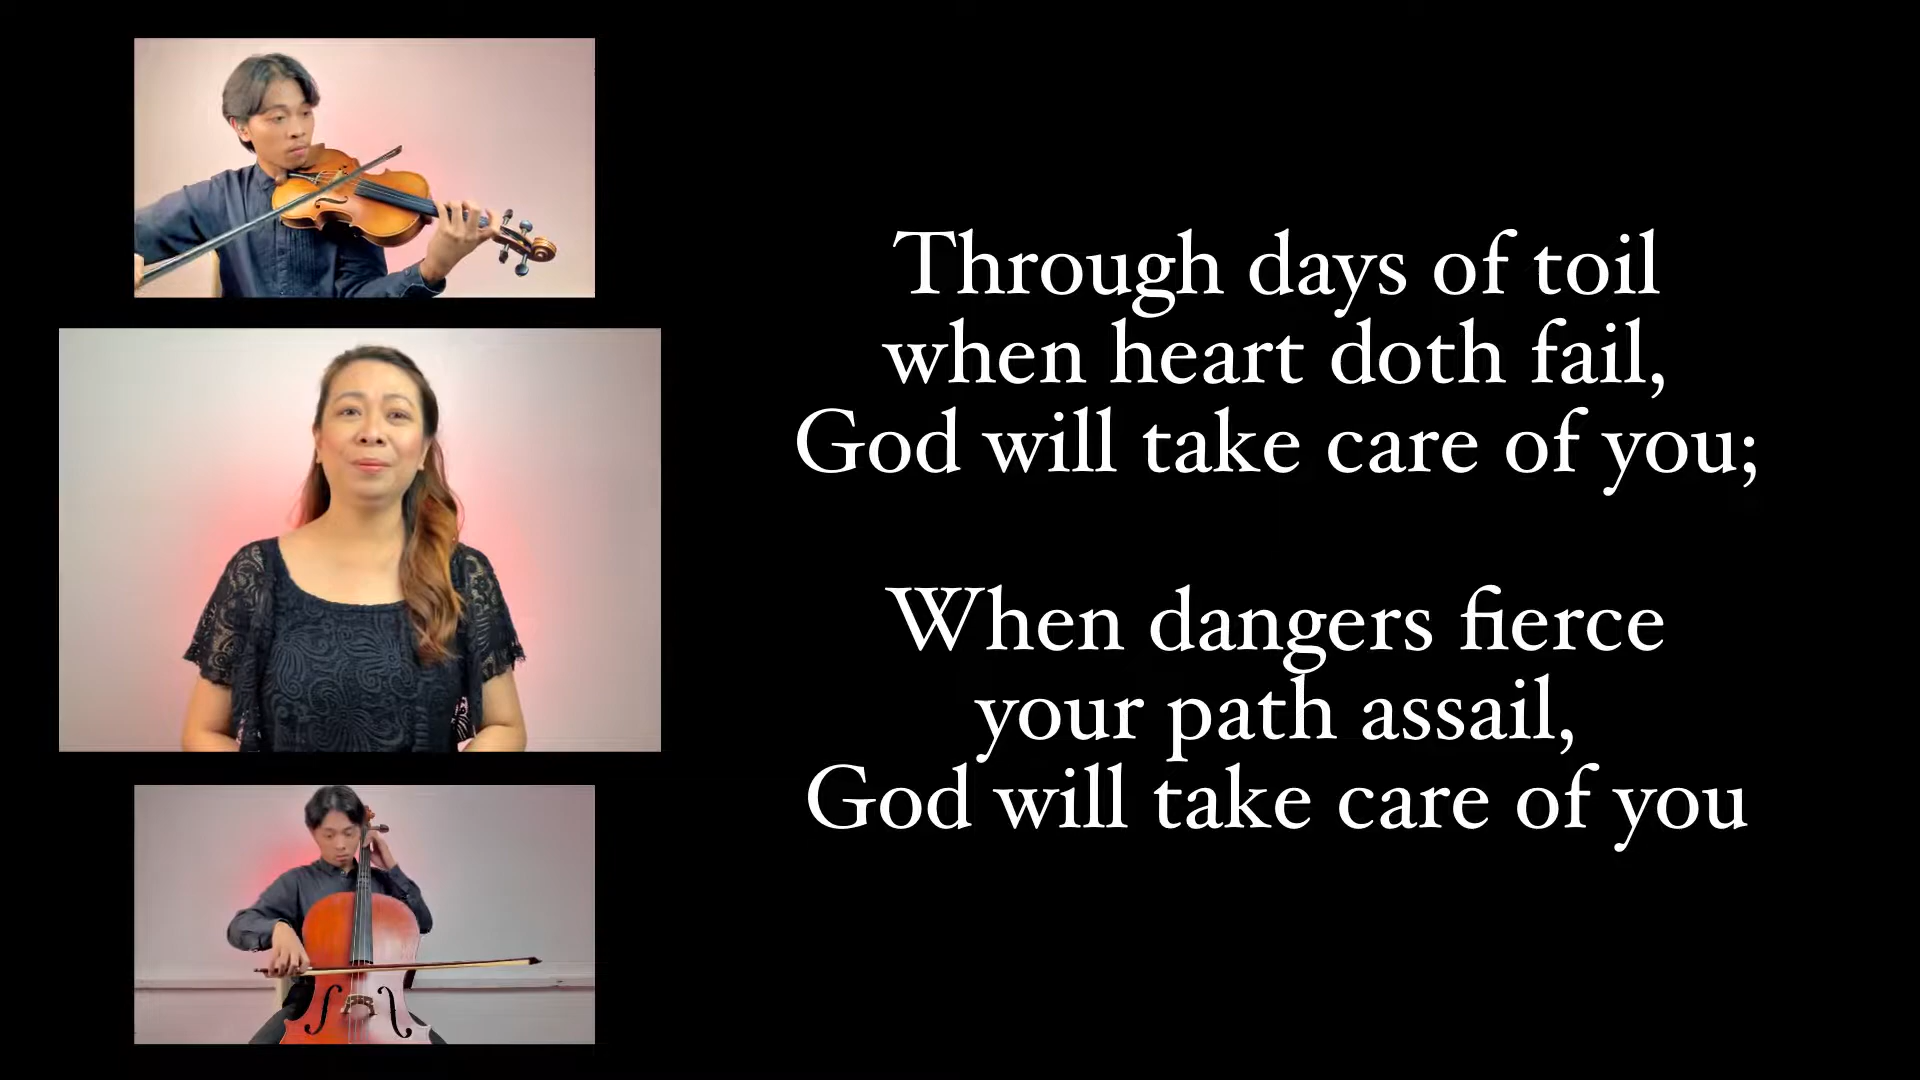 Through days of toil
when heart doth fail,
God will take care of you;
When dangers fierce
your path assail,
God will take care of you